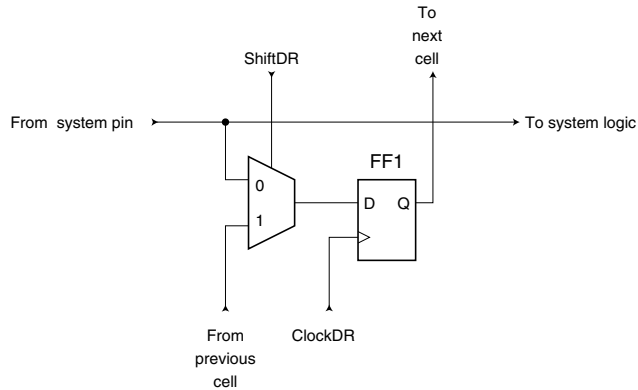 To
next
cell
ShiftDR
From system pin
To system logic
FF1
0
D Q
1
From
previous
cell
ClockDR